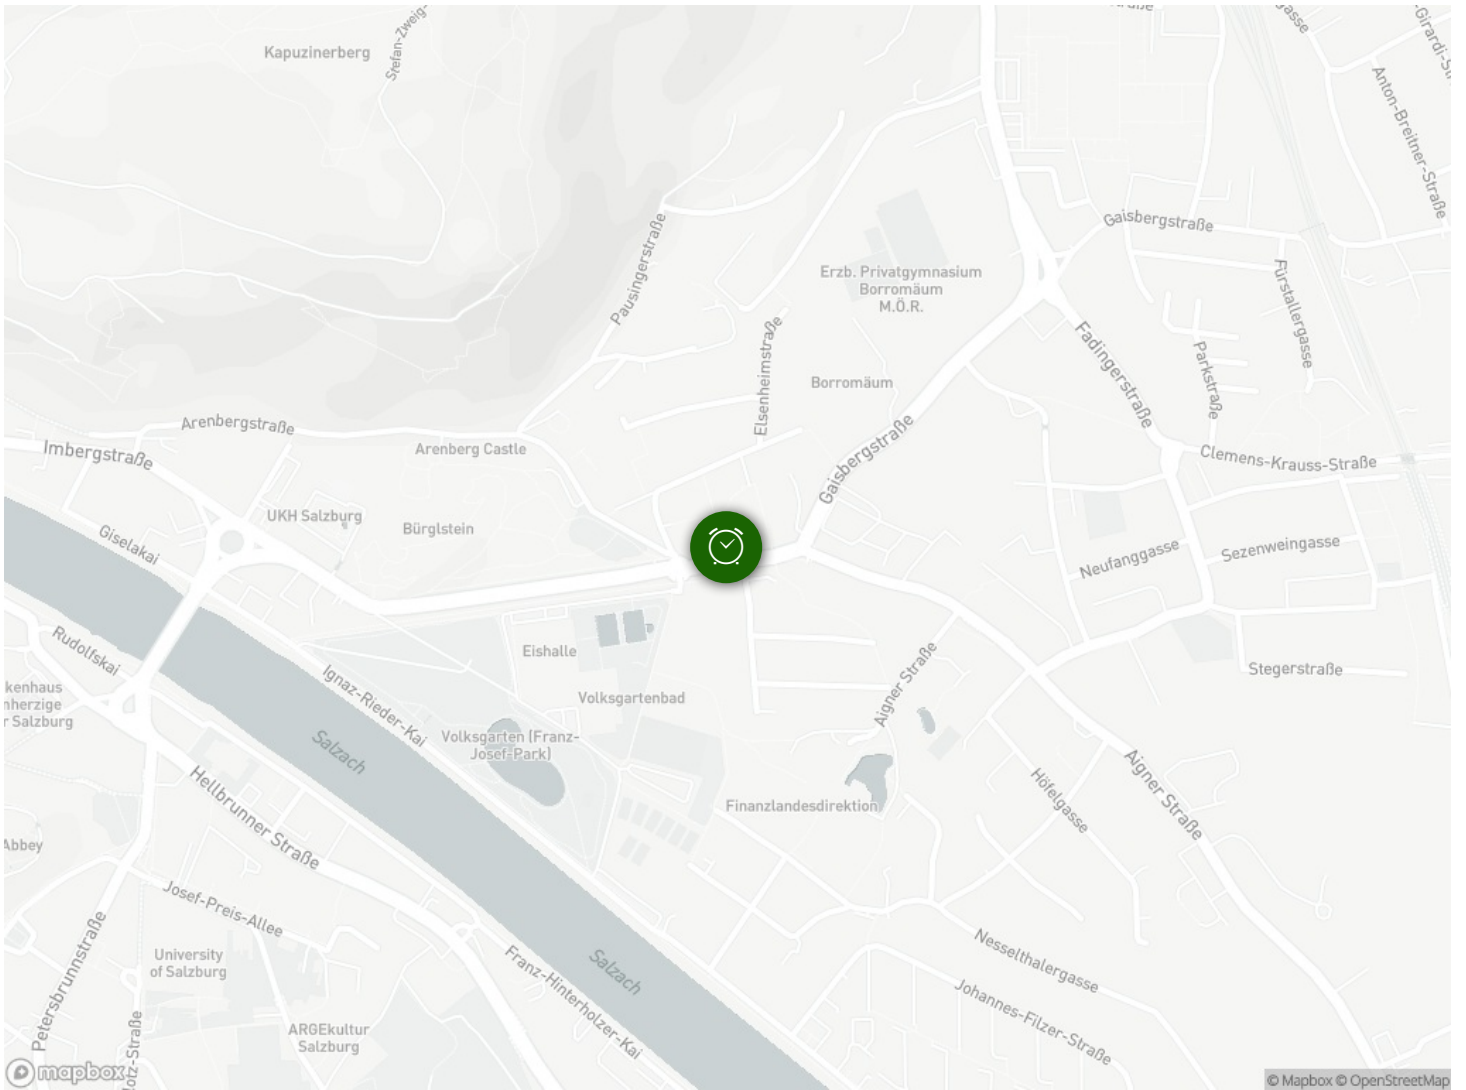 Kapuzinerberg
Stefan-Zweig-
Anton-Breitner-Straße
Gaisbergstraße
Pausingerstraße
Erzb. Privatgymnasium
Borromäum
M.Ö.R.
Fürstallergasse
Elsenheimstraße
Fadingerstraße
Parkstraße
Borromäum
Arenbergstraße
Imbergstraße
Arenberg Castle
Gaisbergstraße
Clemens-Krauss-Straße
UKH Salzburg
Bürglstein
Giselakai
Neufanggasse
Sezenweingasse
Rudolfskai
Eishalle
Aigner Straße
Stegerstraße
Ignaz-Rieder-Kai
Volksgartenbad
Salzach
Volksgarten (Franz-
Josef-Park)
Hellbrunner Straße
Finanzlandesdirektion
Höfelgasse
Aigner Straße
Abbey
Josef-Preis-Allee
Petersbrunnstraße
University
of Salzburg
Salzach
Franz-Hinterholzer-Kai
Nesselthalergasse
Johannes-Filzer-Straße
ARGEkultur
Salzburg
mapbox
© Mapbox © OpenStreetMap